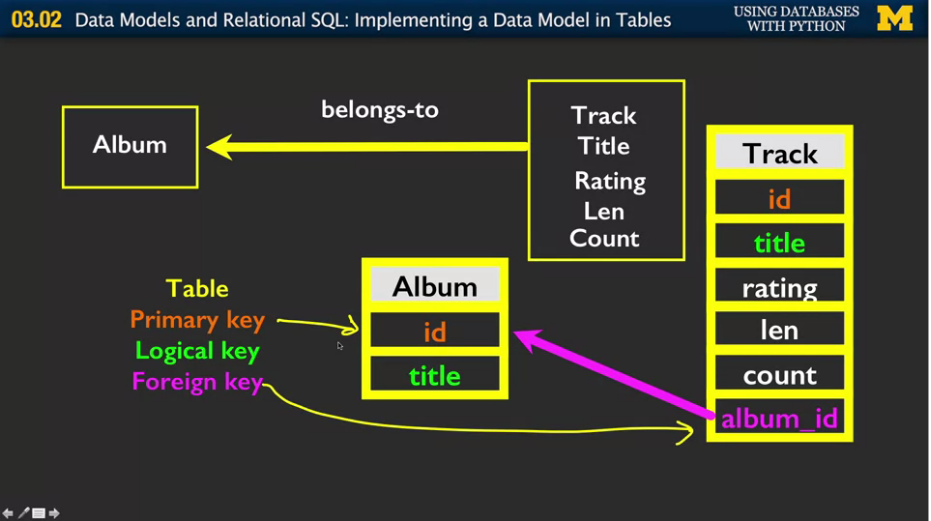 03.02 Data Models and Relational SQL: Implementing a Data Model in Tables
USING DATABASES
WITH PYTHON
M
Album
belongs-to
Track
Title
Rating
Len
Count
Table
Primary key
Logical key
Foreign key
Album
id
title
Track
id
title
rating
len
count
album_id